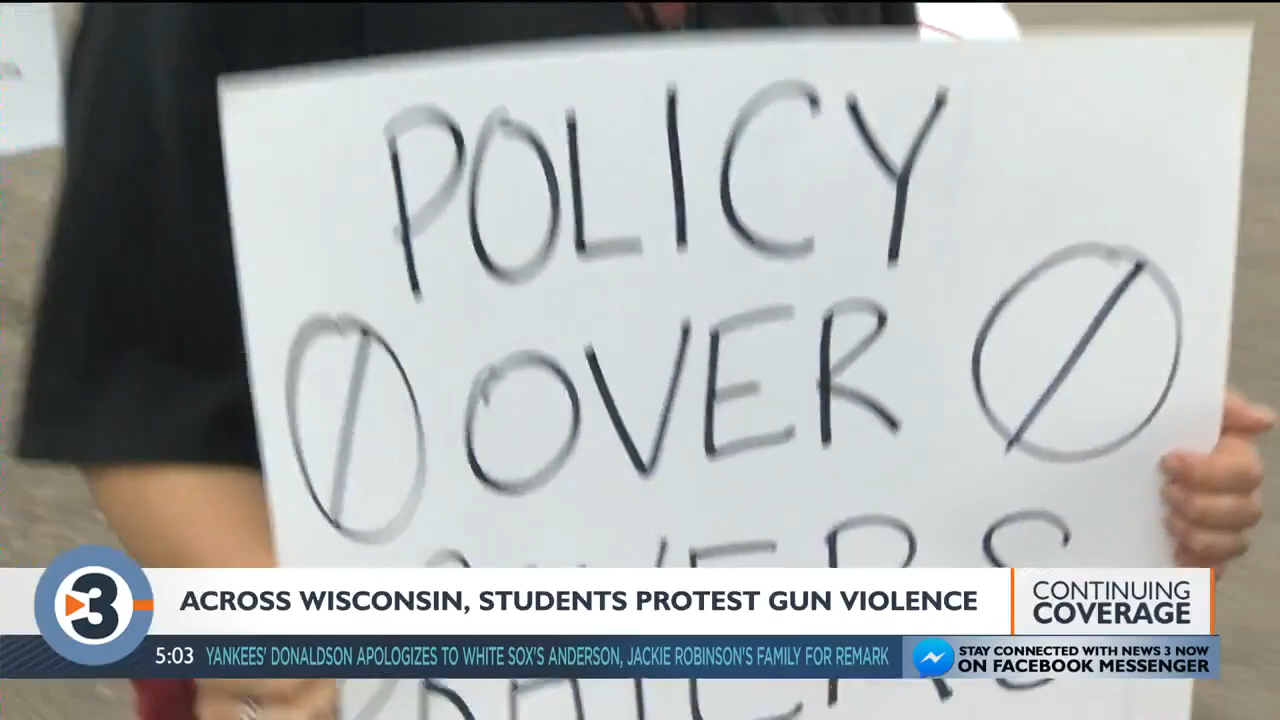 POLICY
OVER
ACROSS WISCONSIN, STUDENTS PROTEST GUN VIOLENCE
CONTINUING
COVERAGE
3
5:03 YANKEES' DONALDSON APOLOGIZES TO WHITE SOX'S ANDERSON, JACKIE ROBINSON'S FAMILY FOR REMARK
STAY CONNECTED WITH NEWS 3 NOW
ON FACEBOOK MESSENGER